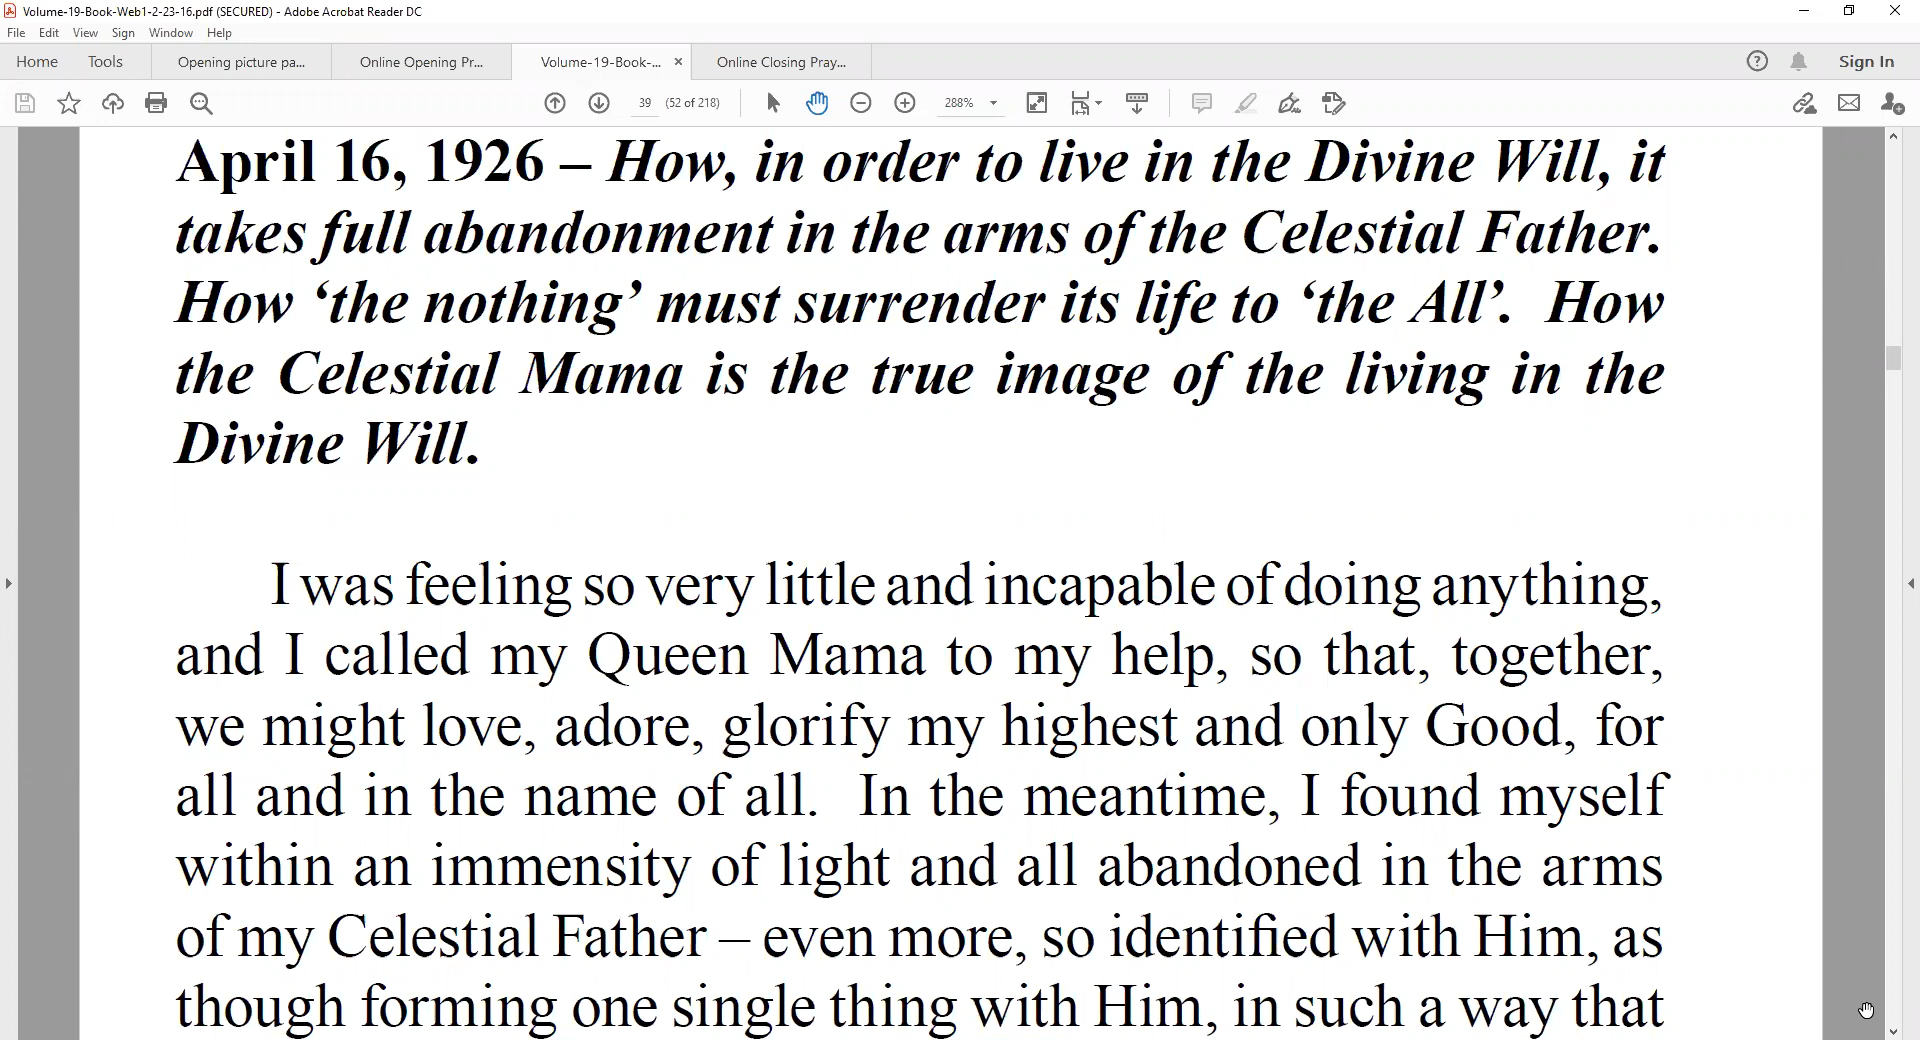 Volume-19-Book-Web1-2-23-16.pdf (SECURED) - Adobe Acrobat Reader DC
File Edit View Sign Window Help
Home Tools Opening picture pa... Online Opening Pr... Volume-19-Book-... × Online Closing Pray... Sign In
39 (52 of 218) 288%
April 16, 1926 – How, in order to live in the Divine Will, it
takes full abandonment in the arms of the Celestial Father.
How ‘the nothing’ must surrender its life to ‘the All’. How
the Celestial Mama is the true image of the living in the
Divine Will.
I was feeling so very little and incapable of doing anything,
and I called my Queen Mama to my help, so that, together,
we might love, adore, glorify my highest and only Good, for
all and in the name of all. In the meantime, I found myself
within an immensity of light and all abandoned in the arms
of my Celestial Father – even more, so identified with Him, as
though forming one single thing with Him, in such a way that